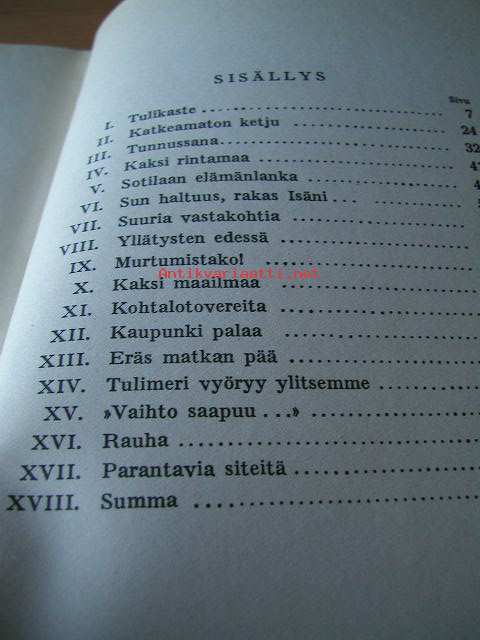 SISÄLLYS
Sivu
I. Tulikaste 7
II. Katkeamaton ketju 24
III. Tunnussana 32
IV. Kaksi rintamaa
V. Sotilaan elämänlanka
VI. Sun haltuus, rakas Isäni
VII. Suuria vastakohtia
VIII. Yllätysten edessä
IX. Murtumistako!
Antikvariaatti.net
X. Kaksi maailmaa
XI. Kohtalotovereita
XII. Kaupunki palaa
XIII. Eräs matkan pää
XIV. Tulimeri vyöryy ylitsemme
XV. »Vaihto saapuu...»
XVI. Rauha
XVII. Parantavia siteitä
XVIII. Summa